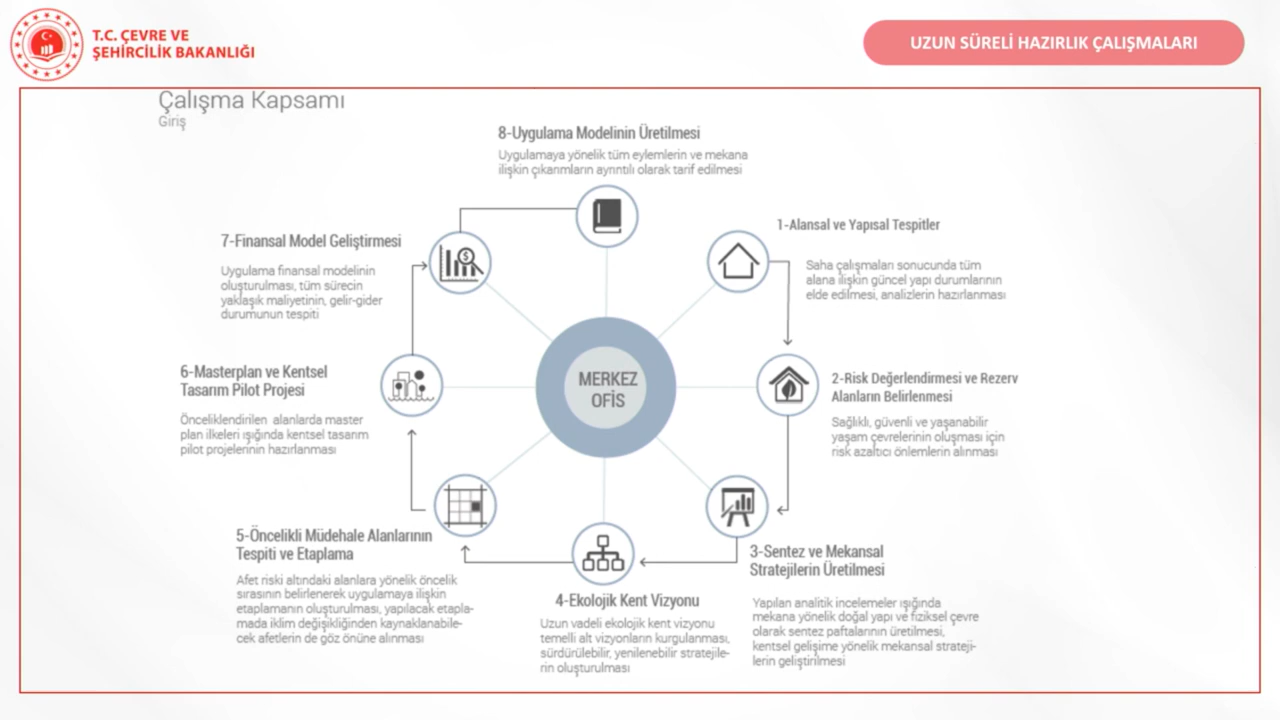 T.C. ÇEVRE VE
ŞEHİRCİLİK BAKANLIĞI
UZUN SÜRELİ HAZIRLIK ÇALIŞMALARI
Çalışma Kapsamı
Giriş
8-Uygulama Modelinin Üretilmesi
Uygulamaya yönelik tüm eylemlerin ve mekana
ilişkin çıkarımların ayrıntılı olarak tarif edilmesi
1-Alansal ve Yapısal Tespitler
Saha çalışmaları sonucunda tüm
alana ilişkin güncel yapı durumlarının
elde edilmesi, analizlerin hazırlanması
2-Risk Değerlendirmesi ve Rezerv
Alanların Belirlenmesi
Sağlıklı, güvenli ve yaşanabilir
yaşam çevrelerinin oluşması için
risk azaltıcı önlemlerin alınması
3-Sentez ve Mekansal
Stratejilerin Üretilmesi
Yapılan analitik incelemeler ışığında
mekana yönelik doğal yapı ve fiziksel çevre
olarak sentez paftalarının üretilmesi,
kentsel gelişime yönelik mekansal strateji-
lerin geliştirilmesi
4-Ekolojik Kent Vizyonu
Uzun vadeli ekolojik kent vizyonu
temelli alt vizyonların kurgulanması,
sürdürülebilir, yenilenebilir stratejile-
rin oluşturulması
5-Öncelikli Müdehale Alanlarının
Tespiti ve Etaplama
Afet riski altındaki alanlara yönelik öncelik
sırasının belirlenerek uygulamaya ilişkin
etaplamanın oluşturulması, yapılacak etapla-
mada iklim değişikliğinden kaynaklanabile-
cek afetlerin de göz önüne alınması
6-Masterplan ve Kentsel
Tasarım Pilot Projesi
Önceliklendirilen alanlarda master
plan ilkeleri ışığında kentsel tasarım
pilot projelerinin hazırlanması
7-Finansal Model Geliştirmesi
Uygulama finansal modelinin
oluşturulması, tüm sürecin
yaklaşık maliyetinin, gelir-gider
durumunun tespiti
MERKEZ
OFİS